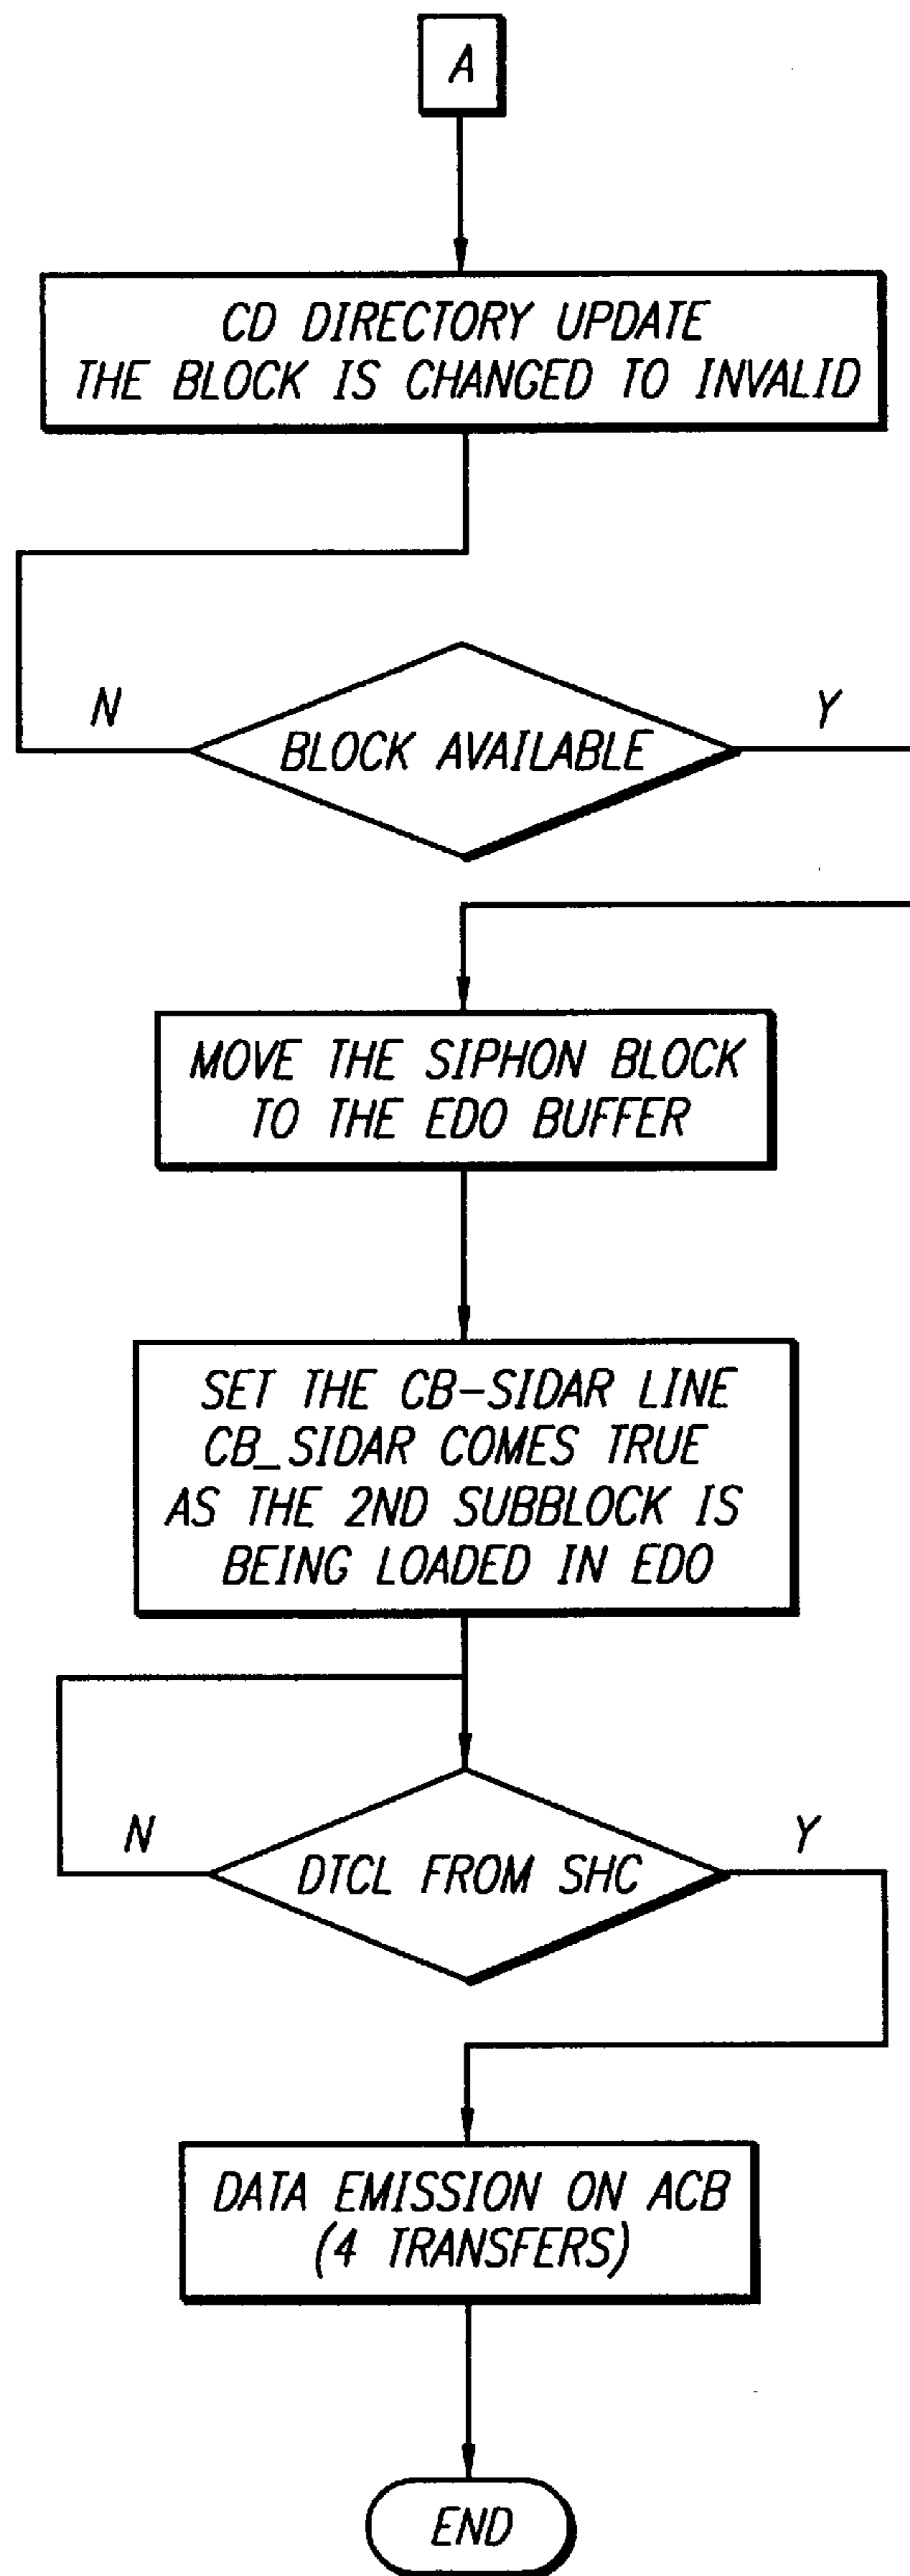 A
CD DIRECTORY UPDATE
THE BLOCK IS CHANGED TO INVALID
N
Y
BLOCK AVAILABLE
MOVE THE SIPHON BLOCK
TO THE EDO BUFFER
SET THE CB-SIDAR LINE
CB_SIDAR COMES TRUE
AS THE 2ND SUBBLOCK IS
BEING LOADED IN EDO
N
Y
DTCL FROM SHC
DATA EMISSION ON ACB
(4 TRANSFERS)
END